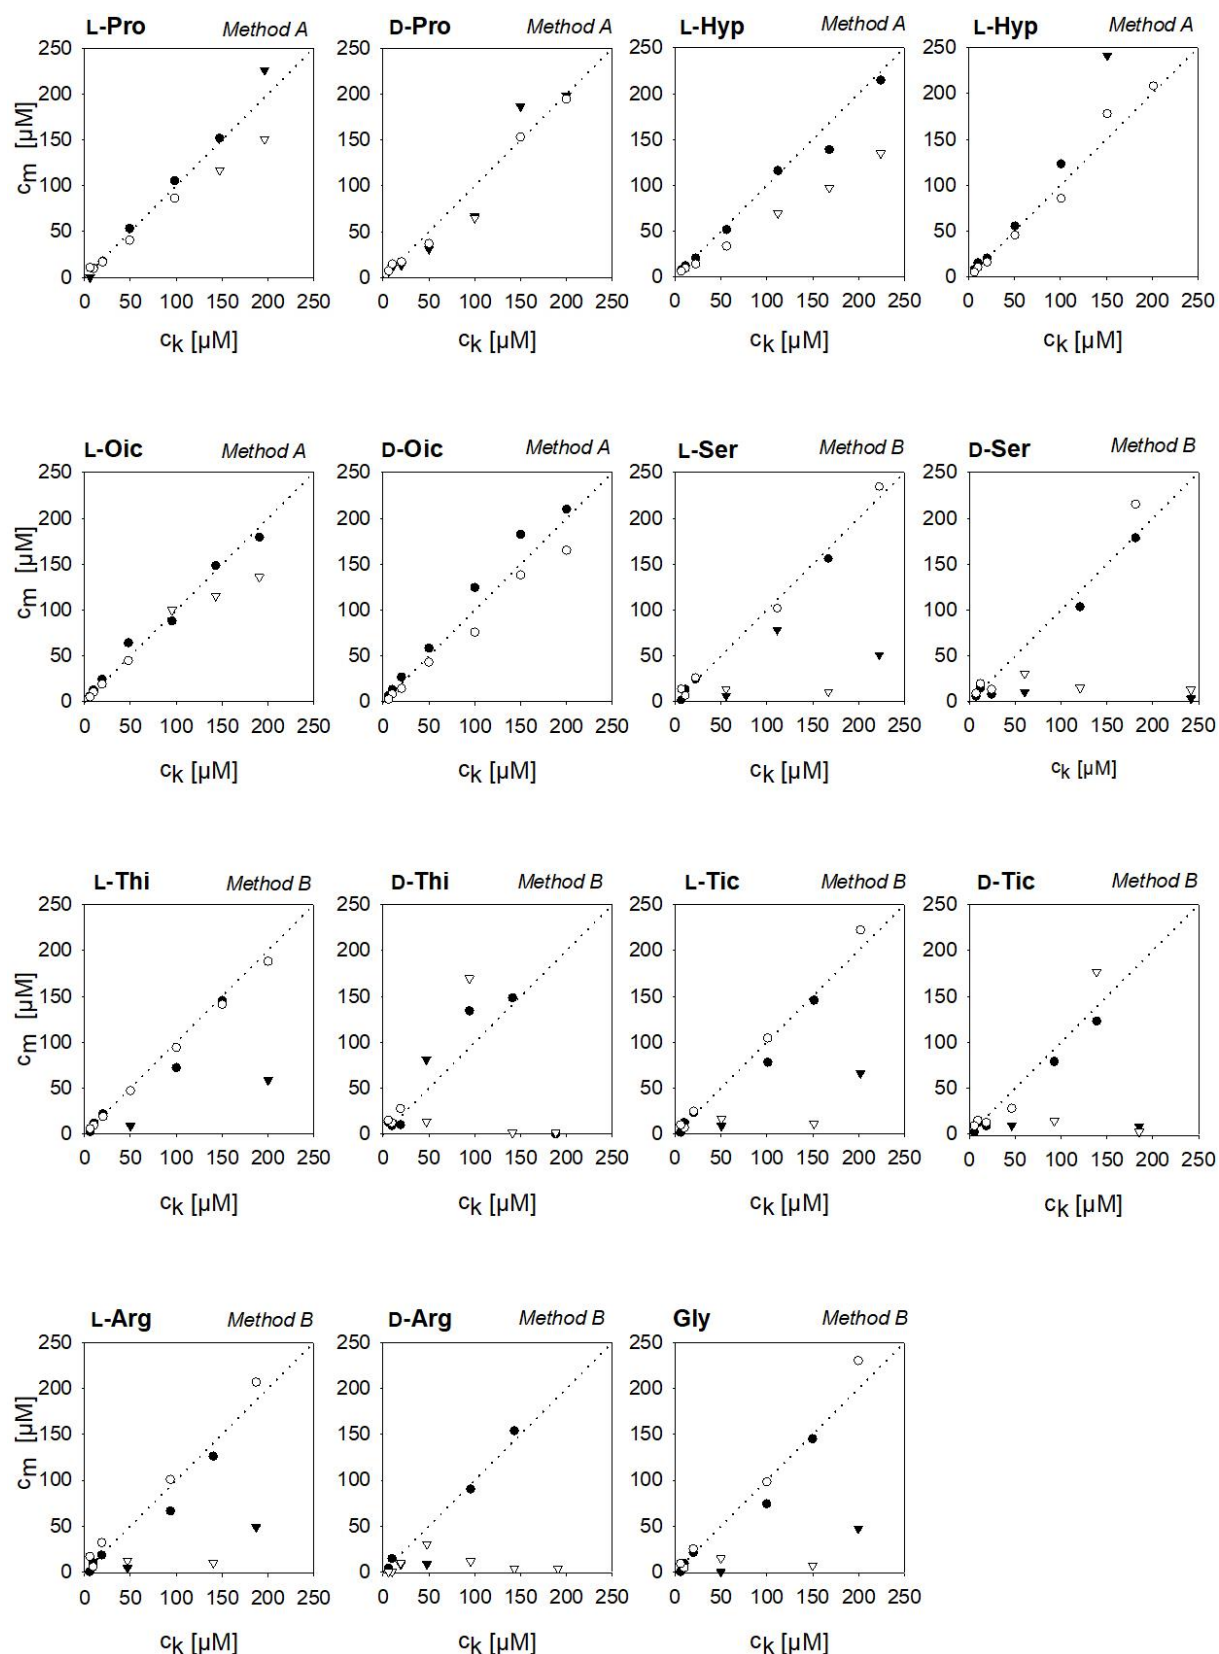 L-Pro Method A D-Pro Method A L-Hyp Method A L-Hyp Method A
250 250 250 250
200 200 200 200
150 150 150 150
100 100 100 100
50 50 50 50
0 0 0 0
cm [µM]
0 50 100 150 200 250 0 50 100 150 200 250 0 50 100 150 200 250 0 50 100 150 200 250
ck [µM] ck [µM] ck [µM] ck [µM]
L-Oic Method A D-Oic Method A L-Ser Method B D-Ser Method B
250 250 250 250
200 200 200 200
150 150 150 150
100 100 100 100
50 50 50 50
0 0 0 0
cm [µM]
0 50 100 150 200 250 0 50 100 150 200 250 0 50 100 150 200 250 0 50 100 150 200 250
ck [µM] ck [µM] ck [µM] ck [µM]
L-Thi Method B D-Thi Method B L-Tic Method B D-Tic Method B
250 250 250 250
200 200 200 200
150 150 150 150
100 100 100 100
50 50 50 50
0 0 0 0
cm [µM]
0 50 100 150 200 250 0 50 100 150 200 250 0 50 100 150 200 250 0 50 100 150 200 250
ck [µM] ck [µM] ck [µM] ck [µM]
L-Arg Method B D-Arg Method B Gly Method B
250 250 250
200 200 200
150 150 150
100 100 100
50 50 50
0 0 0
cm [µM]
0 50 100 150 200 250 0 50 100 150 200 250 0 50 100 150 200 250
ck [µM] ck [µM] ck [µM]